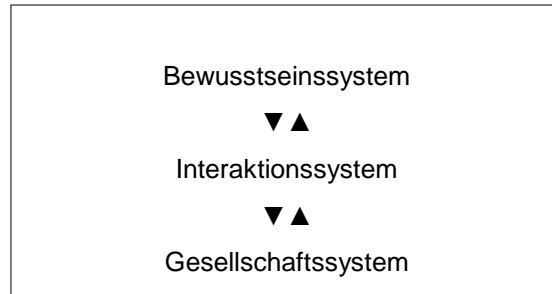 Bewusstseinssystem
▼▲
Interaktionssystem
▼▲
Gesellschaftssystem